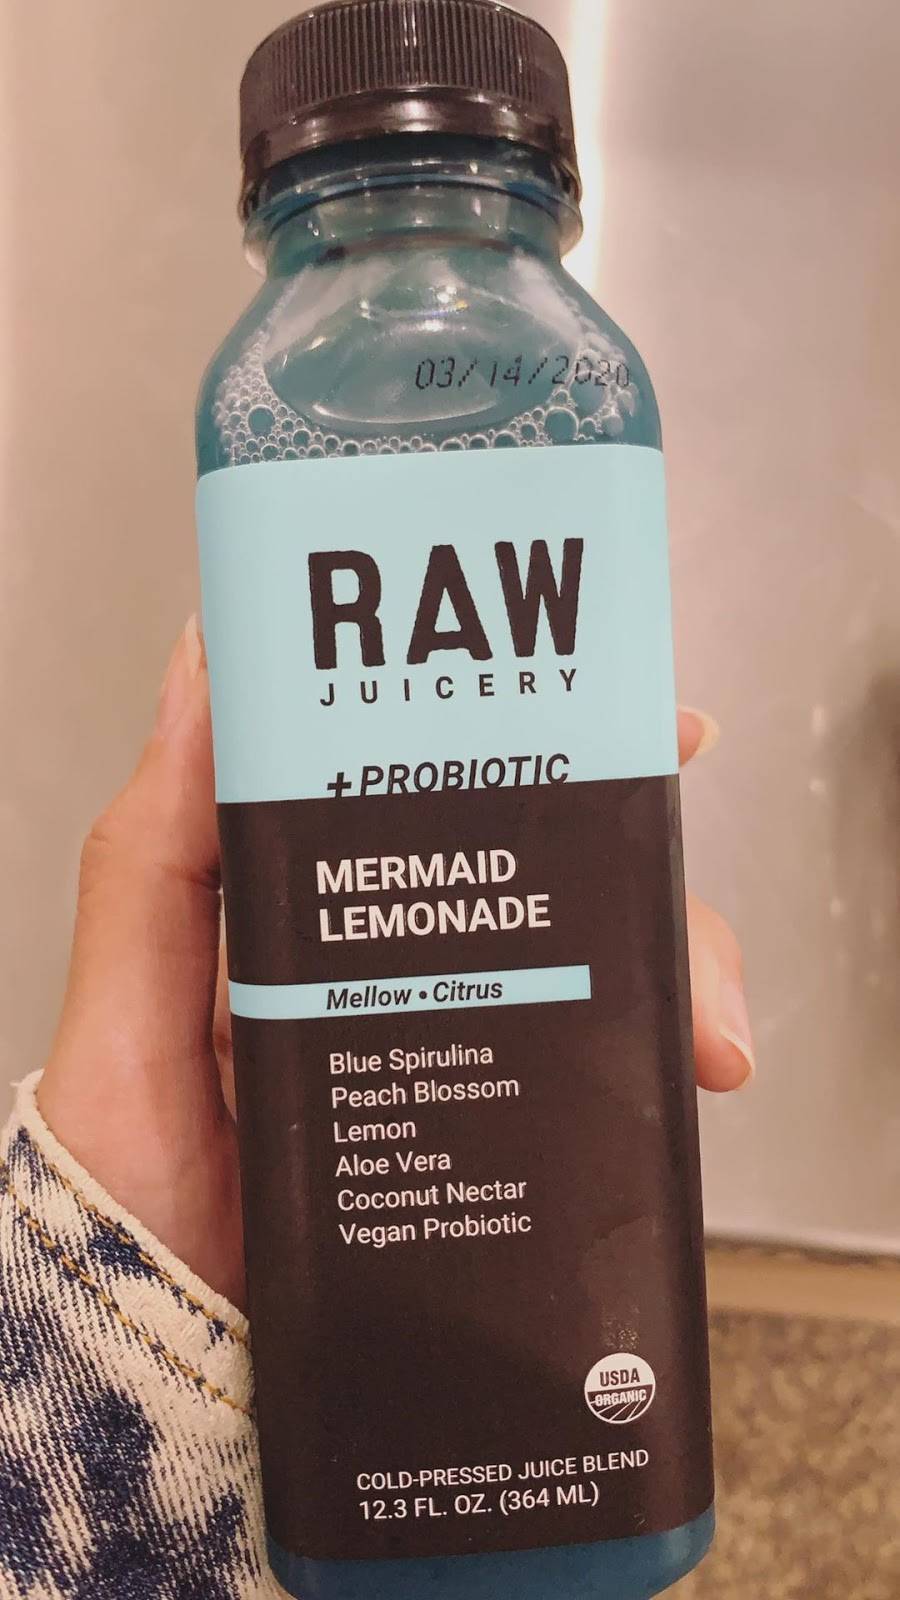 03/14/2020
RAW
JUICERY
+PROBIOTIC
MERMAID
LEMONADE
Mellow • Citrus
Blue Spirulina
Peach Blossom
Lemon
Aloe Vera
Coconut Nectar
Vegan Probiotic
USDA
ORGANIC
COLD-PRESSED JUICE BLEND
12.3 FL. OZ. (364 ML)